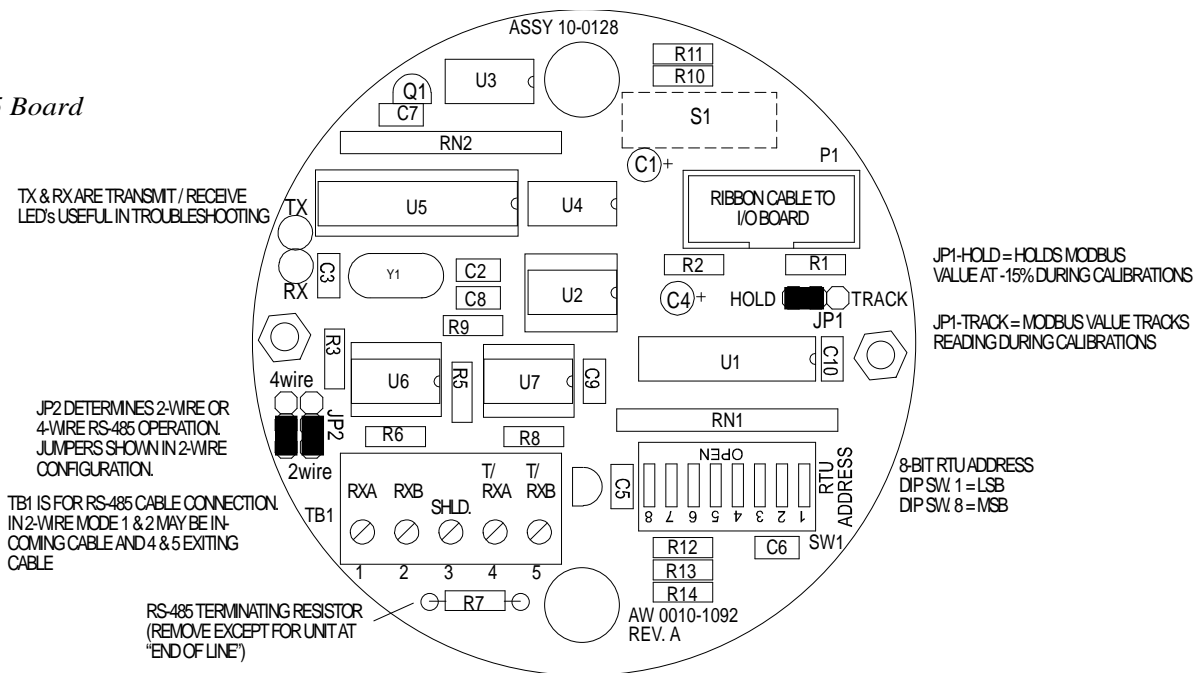 ASSY 10-0128
Board
R11
R10
U3
Q1
C7
S1
RN2
C1+
P1
TX & RX ARE TRANSMIT / RECEIVE
LED's USEFUL IN TROUBLESHOOTING
TX
U5
U4
RIBBON CABLE TO
I/O BOARD
RX
C3
Y1
C2
C8
R9
U2
R2
R1
C4+
HOLD
TRACK
JP1
JP1-HOLD = HOLDS MODBUS
VALUE AT -15% DURING CALIBRATIONS
JP1-TRACK = MODBUS VALUE TRACKS
READING DURING CALIBRATIONS
R3
U6
R5
U7
C9
U1
C10
4wire
JP2
2wire
JP2 DETERMINES 2-WIRE OR
4-WIRE RS-485 OPERATION.
JUMPERS SHOWN IN 2-WIRE
CONFIGURATION.
R6
R8
RN1
TB1 IS FOR RS-485 CABLE CONNECTION.
IN 2-WIRE MODE 1 & 2 MAY BE IN-
COMING CABLE AND 4 & 5 EXITING
CABLE
TB1
RXA
RXB
SHLD.
T/
RXA
T/
RXB
1 2 3 4 5
C5
OPEN
8 7 6 5 4 3 2 1
RTU
ADDRESS
SW1
8-BIT RTU ADDRESS
DIP SW. 1 = LSB
DIP SW. 8 = MSB
R12
C6
R13
R14
R7
RS-485 TERMINATING RESISTOR
(REMOVE EXCEPT FOR UNIT AT
“END OF LINE”)
AW 0010-1092
REV. A